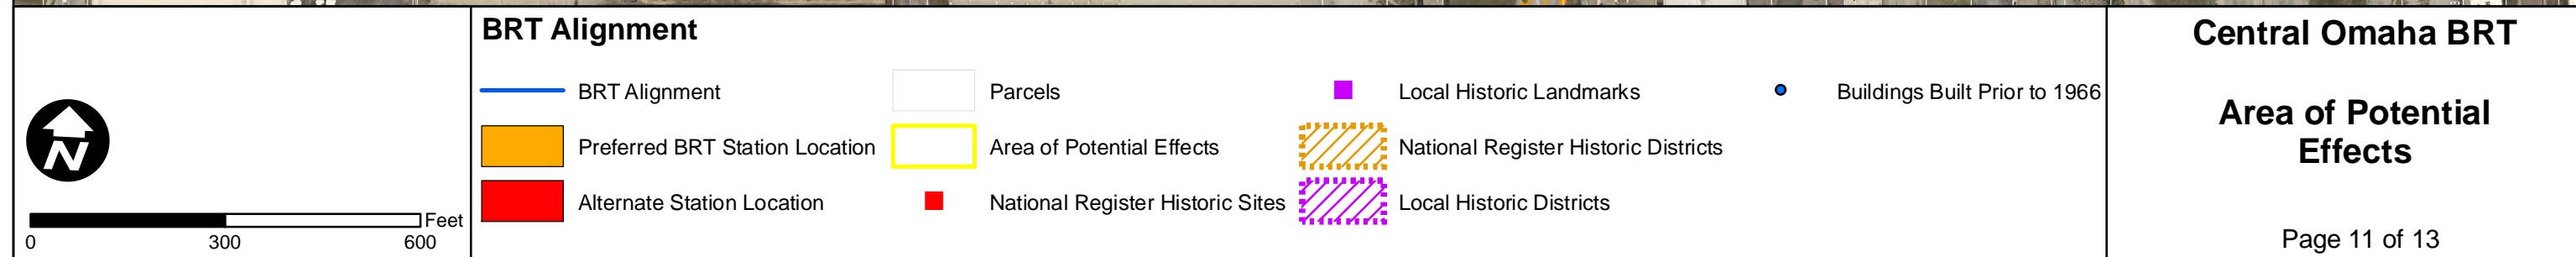 N
Feet
0 300 600
BRT Alignment
BRT Alignment
Preferred BRT Station Location
Alternate Station Location
Parcels
Area of Potential Effects
National Register Historic Sites
Local Historic Landmarks
National Register Historic Districts
Local Historic Districts
Buildings Built Prior to 1966
Central Omaha BRT
Area of Potential
Effects
Page 11 of 13